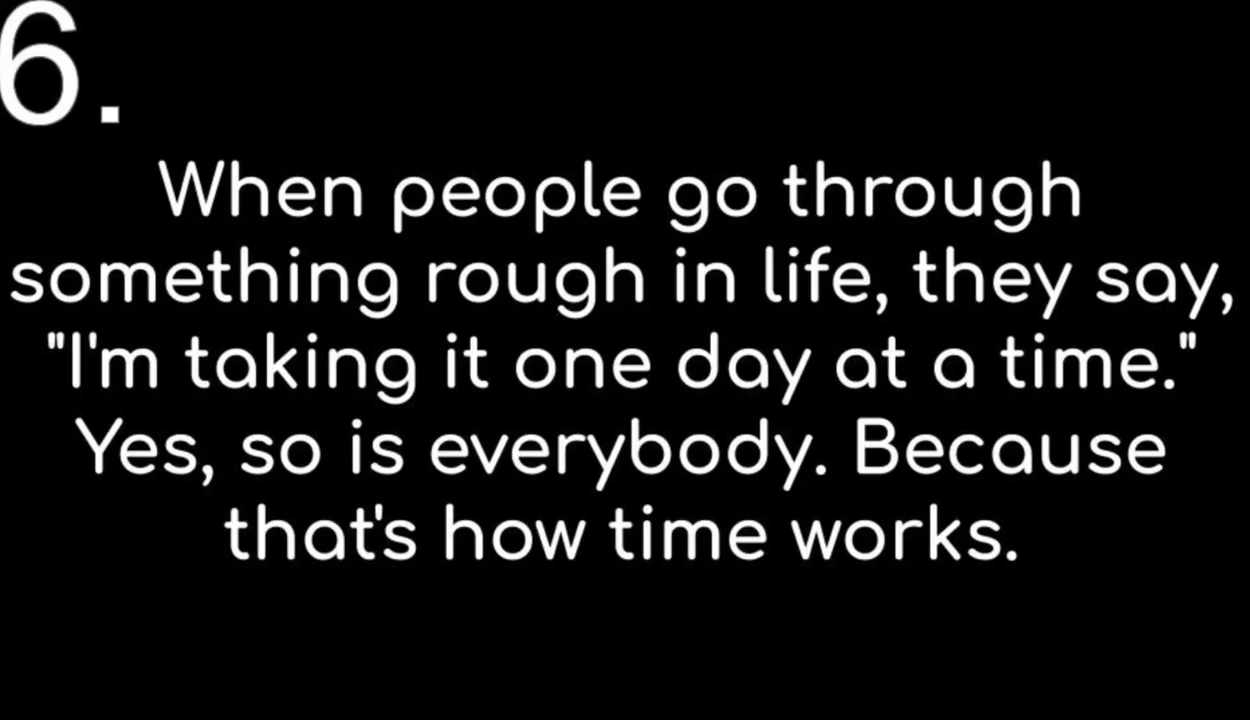 6.
When people go through
something rough in life, they say,
"I'm taking it one day at a time."
Yes, so is everybody. Because
that's how time works.